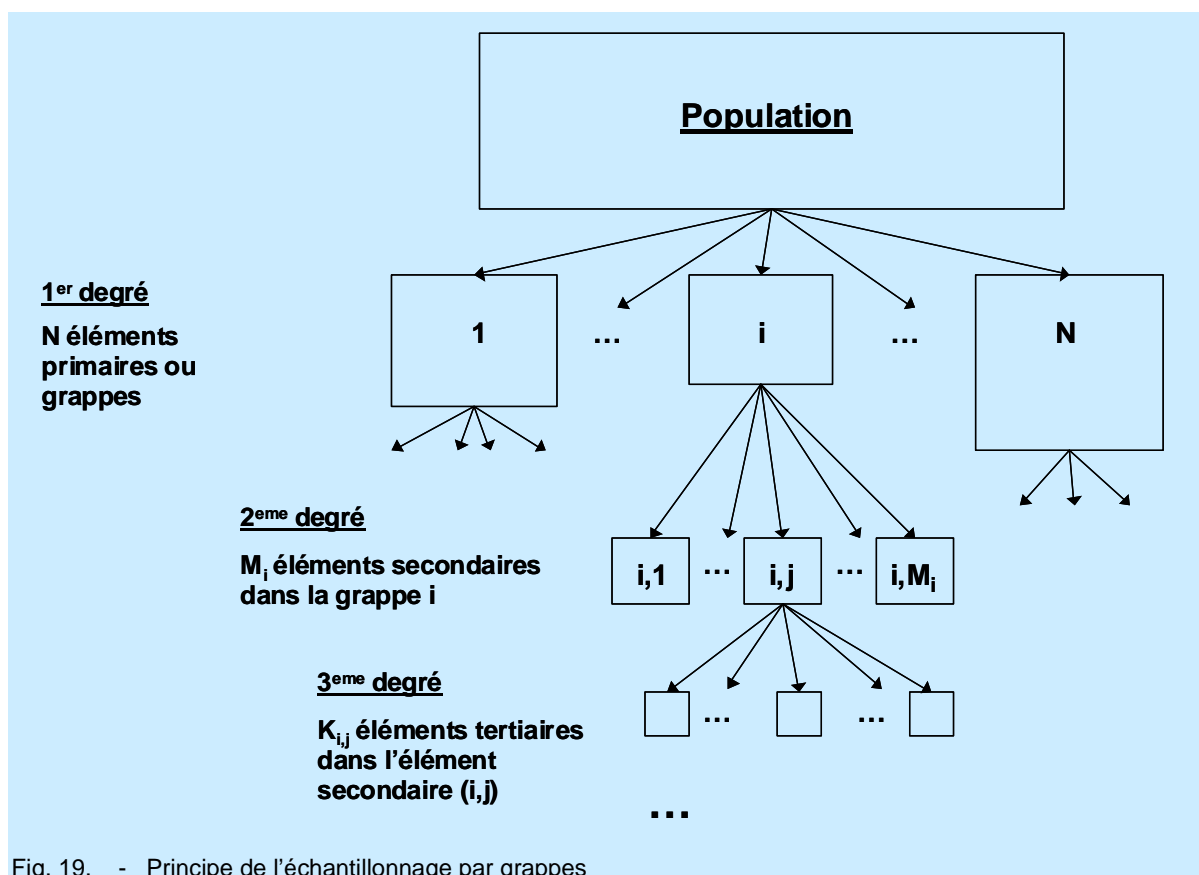 Population
1er degré
N éléments
primaires ou
grappes
1
...
i
...
N
2eme degré
Mi éléments secondaires
dans la grappe i
i,1
...
i,j
...
i,Mi
3eme degré
Ki,j éléments tertiaires
dans l'élément
secondaire (i,j)
...
...
...
Fig. 19. - Principe de l'échantillonnage par grappes